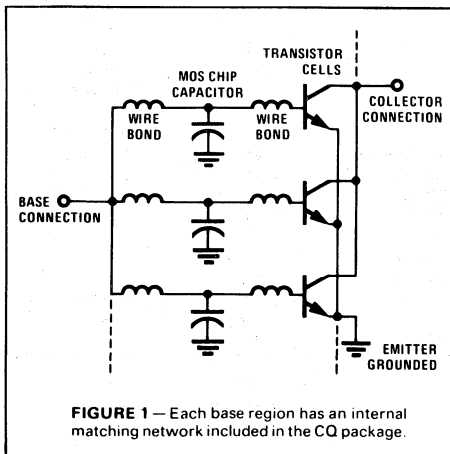 TRANSISTOR
CELLS
MOS CHIP
CAPACITOR
WIRE
BOND
WIRE
BOND
COLLECTOR
CONNECTION
BASE
CONNECTION
EMITTER
GROUNDED
FIGURE 1 — Each base region has an internal
matching network included in the CQ package.